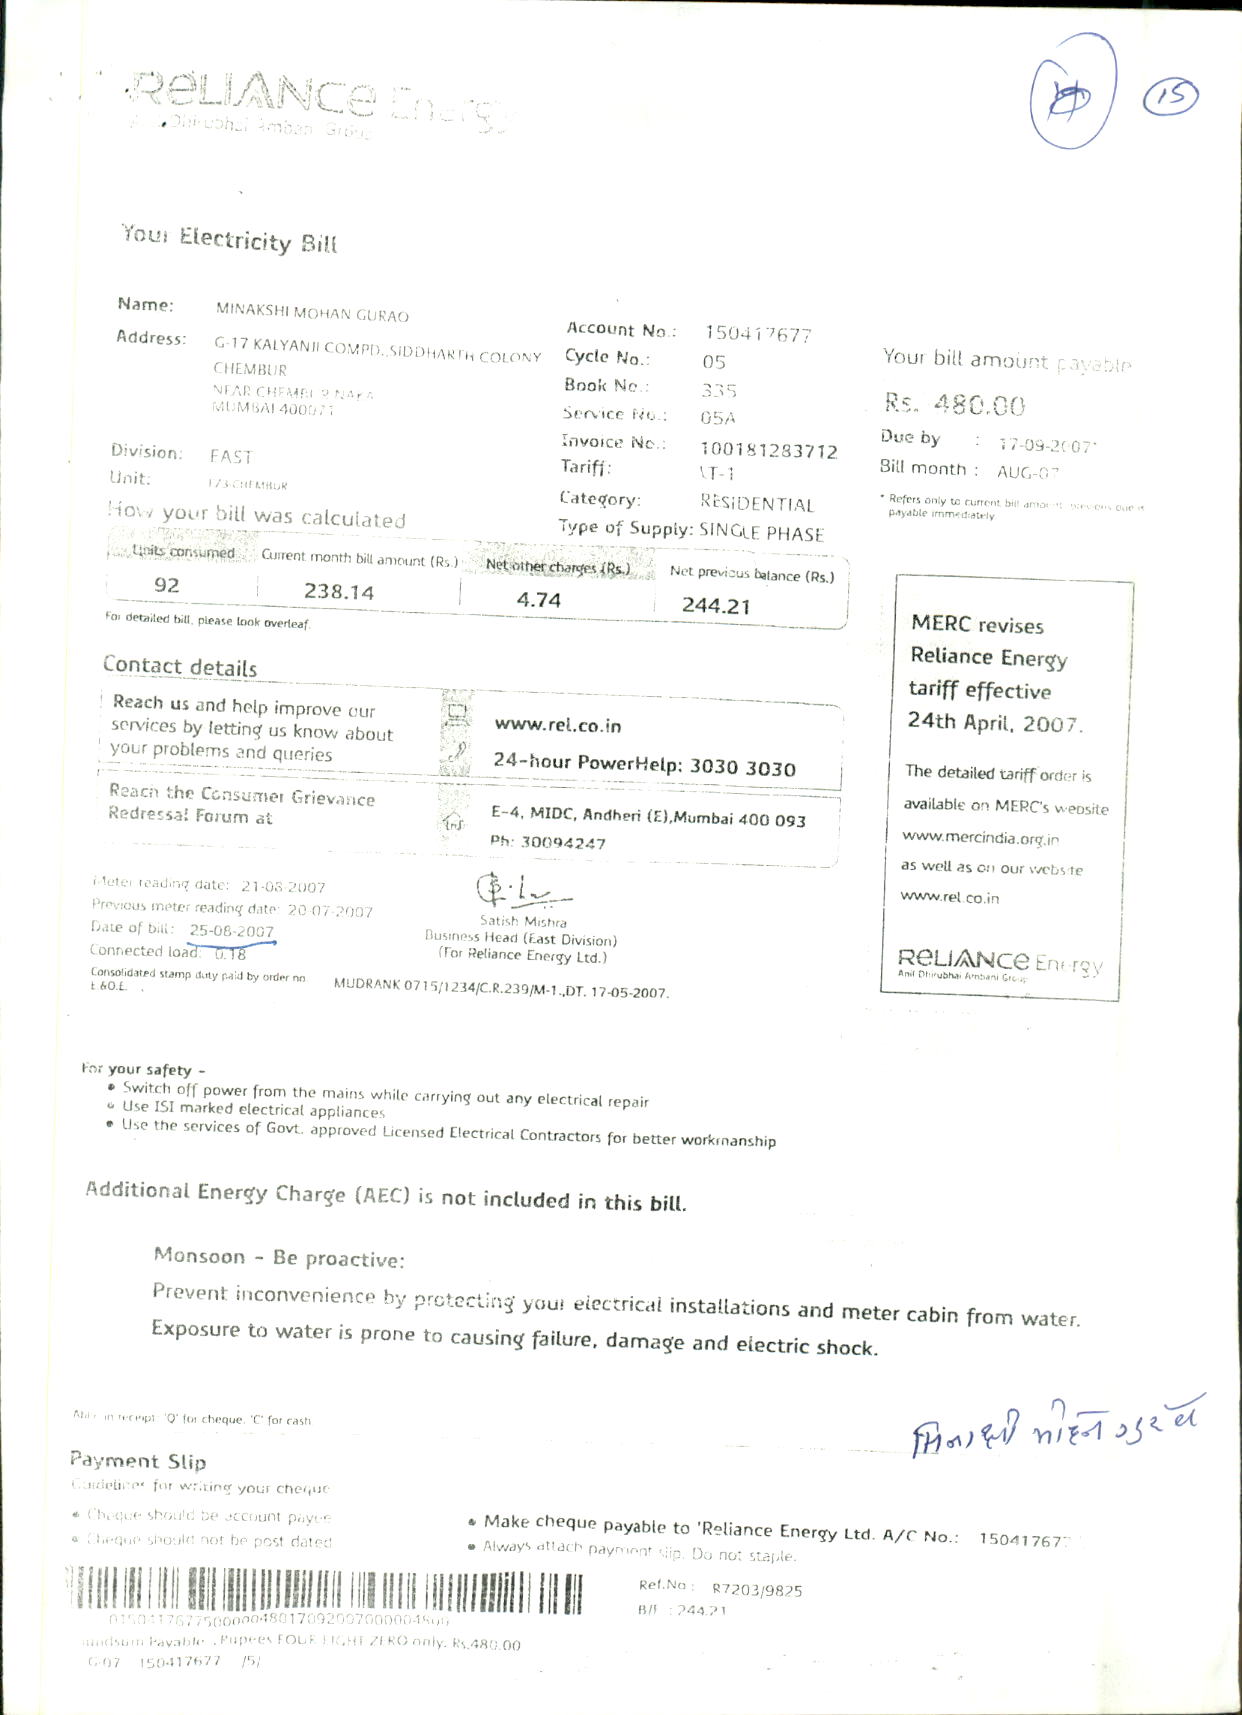 15
RELIANCE Energy
Anil Dhirubhai Ambani Group
Your Electricity Bill
Name: MINAKSHI MOHAN GURAO
Address: G-17 KALYANJI COMPD.,SIDDHARTH COLONY
CHEMBUR
NEAR CHEMBUR NAKA
MUMBAI 400071
Division: EAST
Unit: 173 CHEMBUR
Account No.: 150417677
Cycle No.: 05
Book No.: 335
Service No.: 05A
Invoice No.: 100181283712
Tariff: LT-1
Category: RESIDENTIAL
Type of Supply: SINGLE PHASE
Your bill amount payable
Rs. 480.00
Due by : 17-09-2007*
Bill month : AUG-07
* Refers only to current bill amount, previous due is
payable immediately
How your bill was calculated
Units consumed Current month bill amount (Rs.) Net other charges (Rs.) Net previous balance (Rs.)
92 238.14 4.74 244.21
For detailed bill, please look overleaf.
Contact details
Reach us and help improve our
services by letting us know about
your problems and queries
www.rel.co.in
24-hour PowerHelp: 3030 3030
Reach the Consumer Grievance
Redressal Forum at
E-4, MIDC, Andheri (E),Mumbai 400 093
Ph: 30094247
MERC revises
Reliance Energy
tariff effective
24th April, 2007.
The detailed tariff order is
available on MERC's website
www.mercindia.org.in
as well as on our website
www.rel.co.in
RELIANCE Energy
Anil Dhirubhai Ambani Group
Meter reading date: 21-08-2007
Previous meter reading date: 20-07-2007
Date of bill: 25-08-2007
Connected load: 0.18
Satish Mishra
Business Head (East Division)
(For Reliance Energy Ltd.)
Consolidated stamp duty paid by order no MUDRANK 0715/1234/C.R.239/M-1.,DT. 17-05-2007.
E.&O.E.
For your safety -
• Switch off power from the mains while carrying out any electrical repair
• Use ISI marked electrical appliances
• Use the services of Govt. approved Licensed Electrical Contractors for better workmanship
Additional Energy Charge (AEC) is not included in this bill.
Monsoon - Be proactive:
Prevent inconvenience by protecting your electrical installations and meter cabin from water.
Exposure to water is prone to causing failure, damage and electric shock.
in receipt: 'Q' for cheque, 'C' for cash
मिनाक्षी मोहन
Payment Slip
Guidelines for writing your cheque
• Cheque should be account payee
• Cheque should not be post dated
• Make cheque payable to 'Reliance Energy Ltd. A/C No.: 150417677
• Always attach payment slip. Do not staple.
Ref.No : R7203/9825
B/F : 244.21
Payable : Rupees FOUR EIGHT ZERO only. Rs.480.00
G-07 150417677 /5/